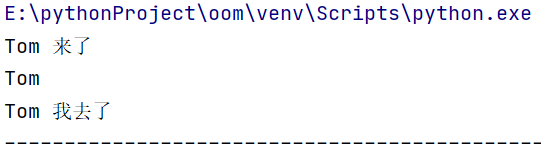 E:\pythonProject\oom\venv\Scripts\python.exe
Tom 来了
Tom
Tom 我去了
--------------------------------------------------